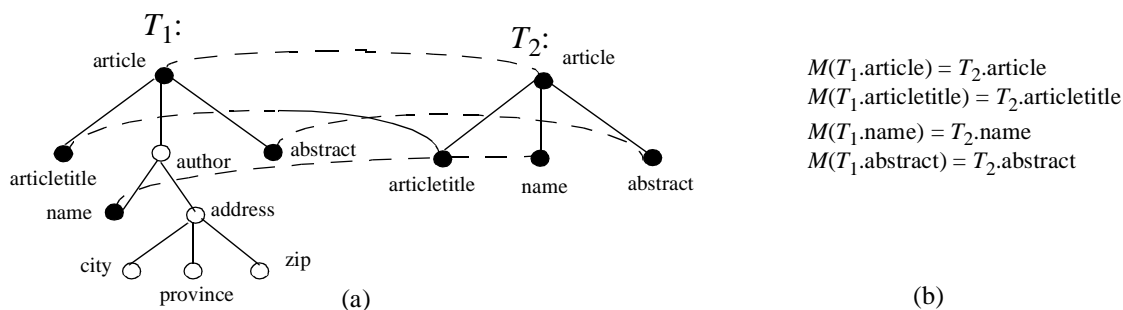 T1:
T2:
article
article
M(T1.article) = T2.article
M(T1.articletitle) = T2.articletitle
M(T1.name) = T2.name
M(T1.abstract) = T2.abstract
author
abstract
articletitle
articletitle
name
abstract
name
address
city
zip
province
(a)
(b)